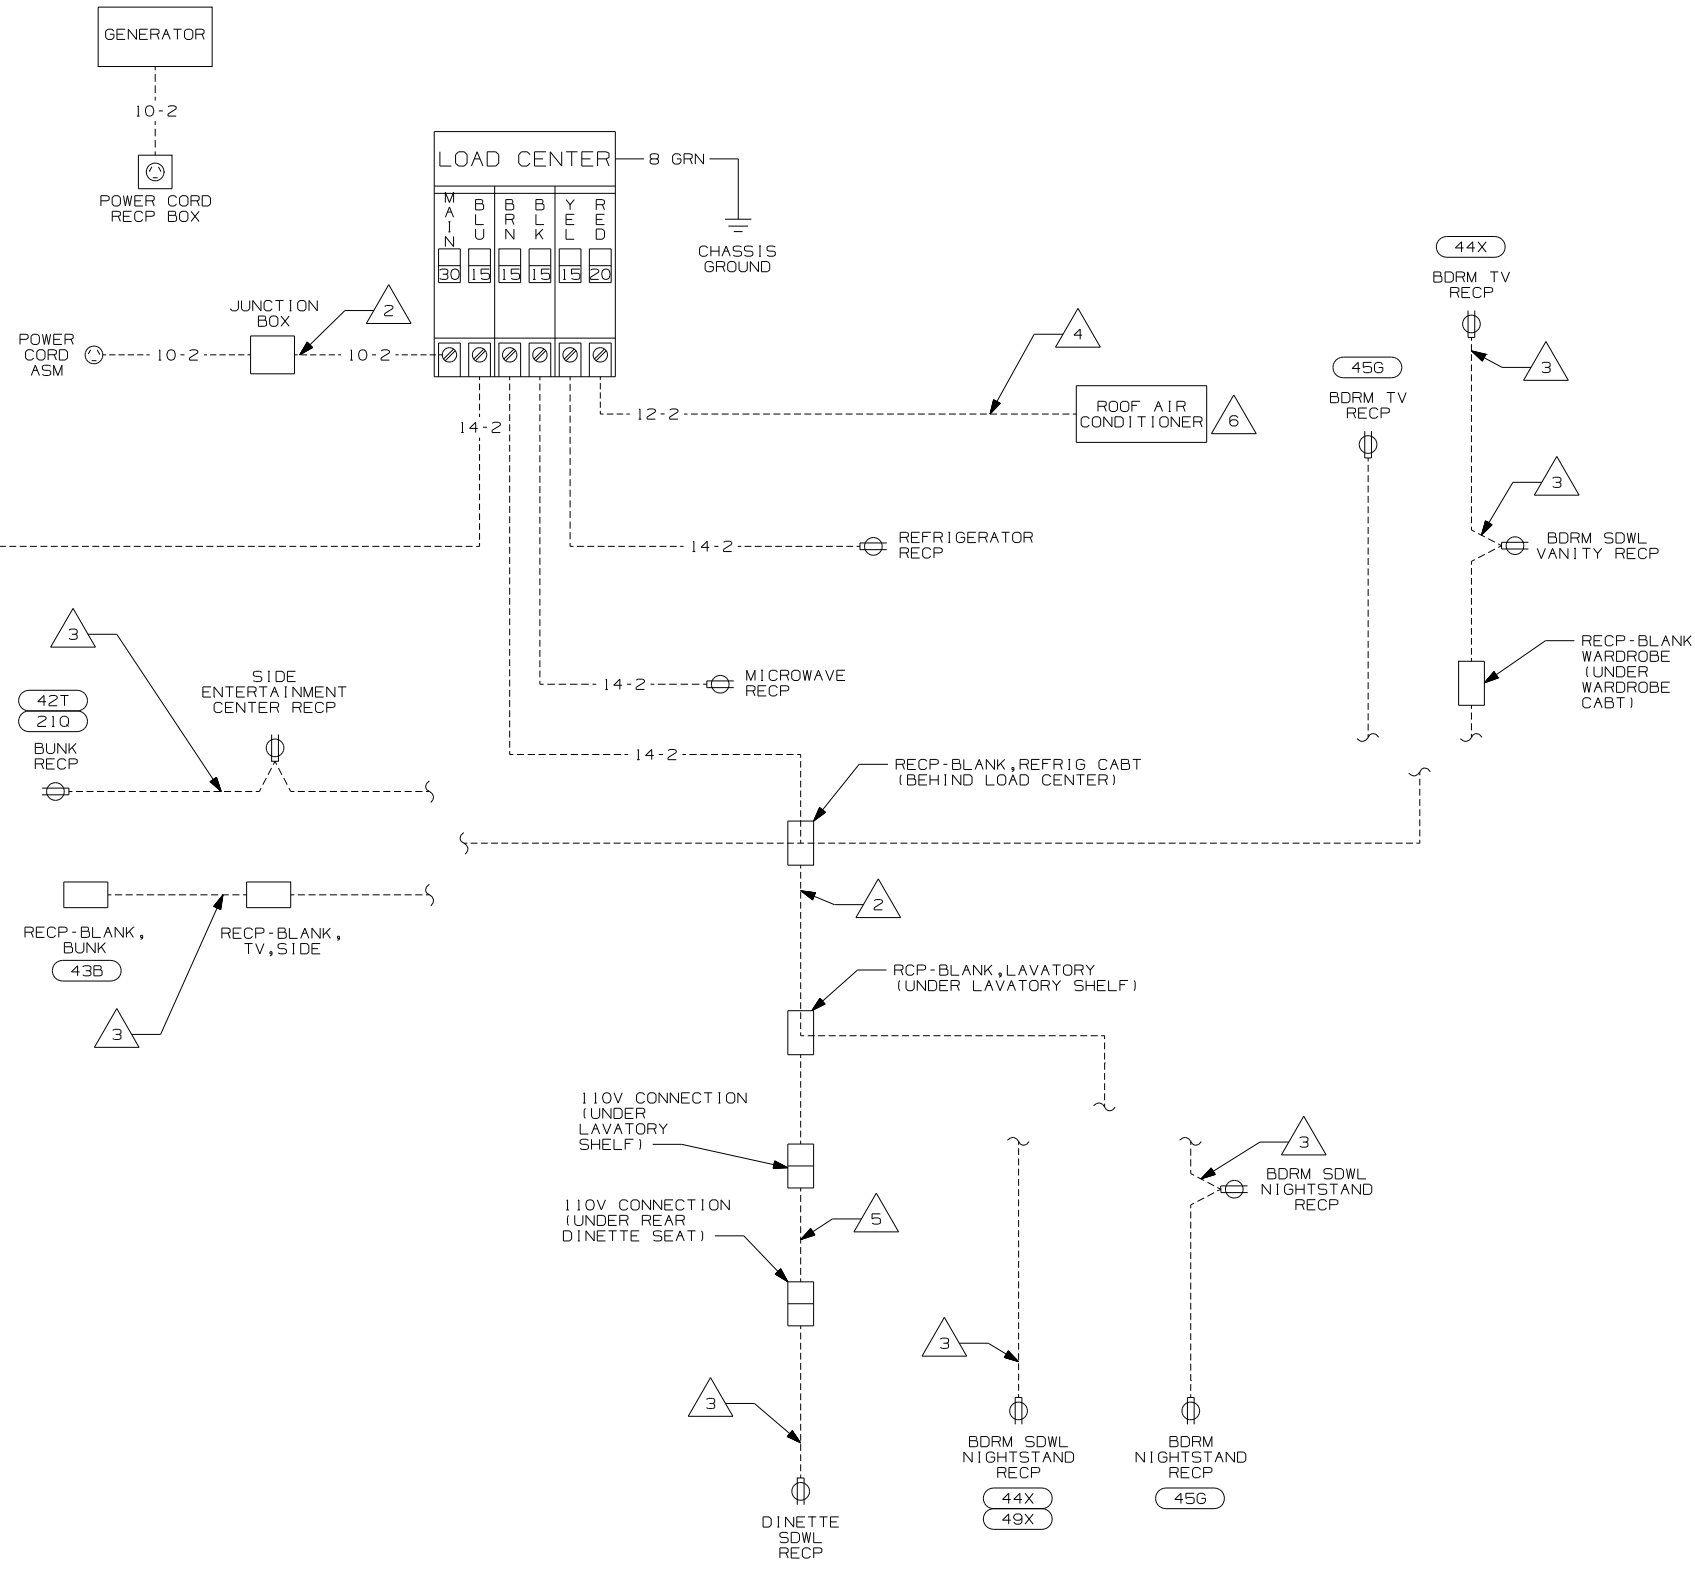 GENERATOR
10-2
POWER CORD
RECP BOX
LOAD CENTER
8 GRN
CHASSIS
GROUND
MAIN
BLU
BRN
BLK
YEL
RED
30
15
15
15
15
20
JUNCTION
BOX
2
POWER
CORD
ASM
10-2
10-2
14-2
12-2
4
ROOF AIR
CONDITIONER
6
44X
BDRM TV
RECP
3
45G
BDRM TV
RECP
3
BDRM SDWL
VANITY RECP
14-2
REFRIGERATOR
RECP
RECP-BLANK
WARDROBE
(UNDER
WARDROBE
CABT)
3
42T
21Q
BUNK
RECP
SIDE
ENTERTAINMENT
CENTER RECP
14-2
MICROWAVE
RECP
14-2
RECP-BLANK,REFRIG CABT
(BEHIND LOAD CENTER)
2
RECP-BLANK,
BUNK
43B
RECP-BLANK,
TV,SIDE
3
RCP-BLANK,LAVATORY
(UNDER LAVATORY SHELF)
110V CONNECTION
(UNDER
LAVATORY
SHELF)
110V CONNECTION
(UNDER REAR
DINETTE SEAT)
5
3
BDRM SDWL
NIGHTSTAND
RECP
3
3
BDRM SDWL
NIGHTSTAND
RECP
44X
49X
BDRM
NIGHTSTAND
RECP
45G
DINETTE
SDWL
RECP